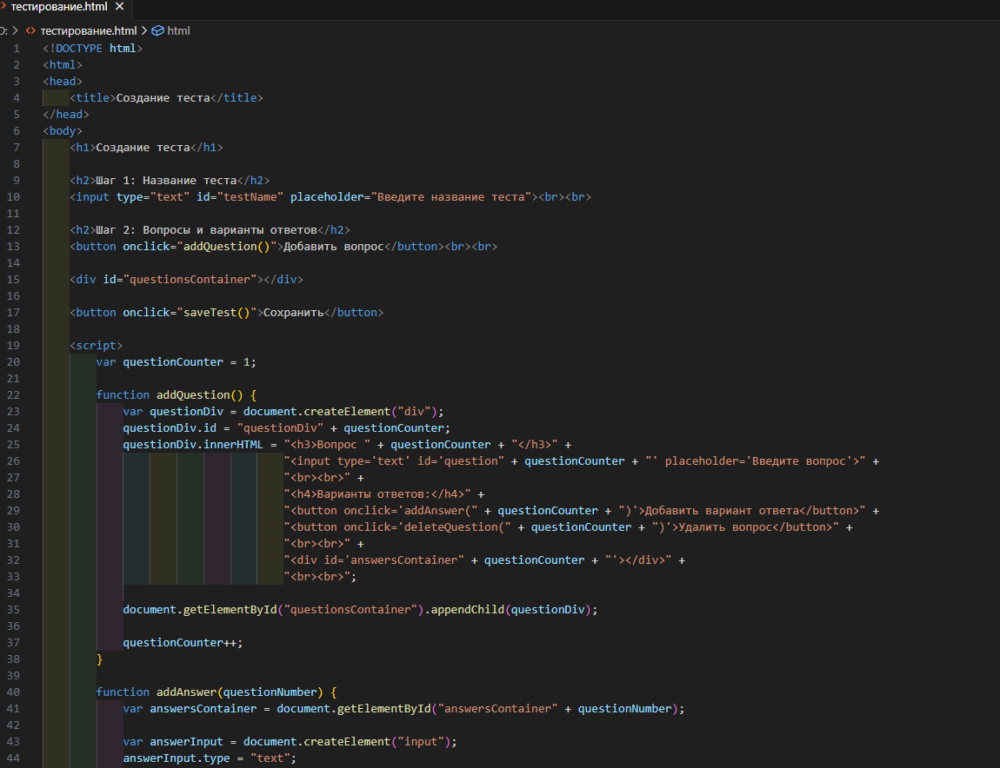 тестирование.html
D: > тестирование.html > html
1 <!DOCTYPE html>
2 <html>
3 <head>
4 <title>Создание теста</title>
5 </head>
6 <body>
7 <h1>Создание теста</h1>
8
9 <h2>Шаг 1: Название теста</h2>
10 <input type="text" id="testName" placeholder="Введите название теста"><br><br>
11
12 <h2>Шаг 2: Вопросы и варианты ответов</h2>
13 <button onclick="addQuestion()">Добавить вопрос</button><br><br>
14
15 <div id="questionsContainer"></div>
16
17 <button onclick="saveTest()">Сохранить</button>
18
19 <script>
20 var questionCounter = 1;
21
22 function addQuestion() {
23 var questionDiv = document.createElement("div");
24 questionDiv.id = "questionDiv" + questionCounter;
25 questionDiv.innerHTML = "<h3>Вопрос " + questionCounter + "</h3>" +
26 "<input type='text' id='question" + questionCounter + "' placeholder='Введите вопрос'>" +
27 "<br><br>" +
28 "<h4>Варианты ответов:</h4>" +
29 "<button onclick='addAnswer(" + questionCounter + ")'>Добавить вариант ответа</button>" +
30 "<button onclick='deleteQuestion(" + questionCounter + ")'>Удалить вопрос</button>" +
31 "<br><br>" +
32 "<div id='answersContainer" + questionCounter + "'></div>" +
33 "<br><br>";
34
35 document.getElementById("questionsContainer").appendChild(questionDiv);
36
37 questionCounter++;
38 }
39
40 function addAnswer(questionNumber) {
41 var answersContainer = document.getElementById("answersContainer" + questionNumber);
42
43 var answerInput = document.createElement("input");
44 answerInput.type = "text";